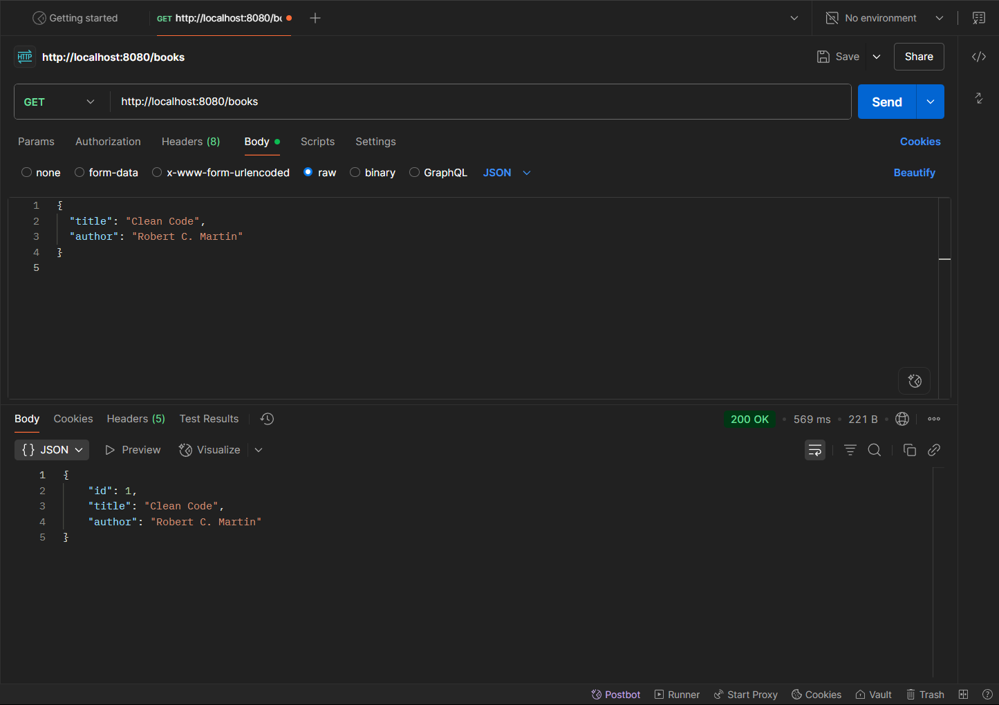 Getting started
GET http://localhost:8080/bo
No environment
HTTP http://localhost:8080/books
Save
Share
GET
http://localhost:8080/books
Send
Params Authorization Headers (8) Body Scripts Settings Cookies
none form-data x-www-form-urlencoded raw binary GraphQL JSON Beautify
1 {
2 "title": "Clean Code",
3 "author": "Robert C. Martin"
4 }
5
Body Cookies Headers (5) Test Results 200 OK • 569 ms • 221 B •
{} JSON Preview Visualize
1 {
2 "id": 1,
3 "title": "Clean Code",
4 "author": "Robert C. Martin"
5 }
Postbot Runner Start Proxy Cookies Vault Trash